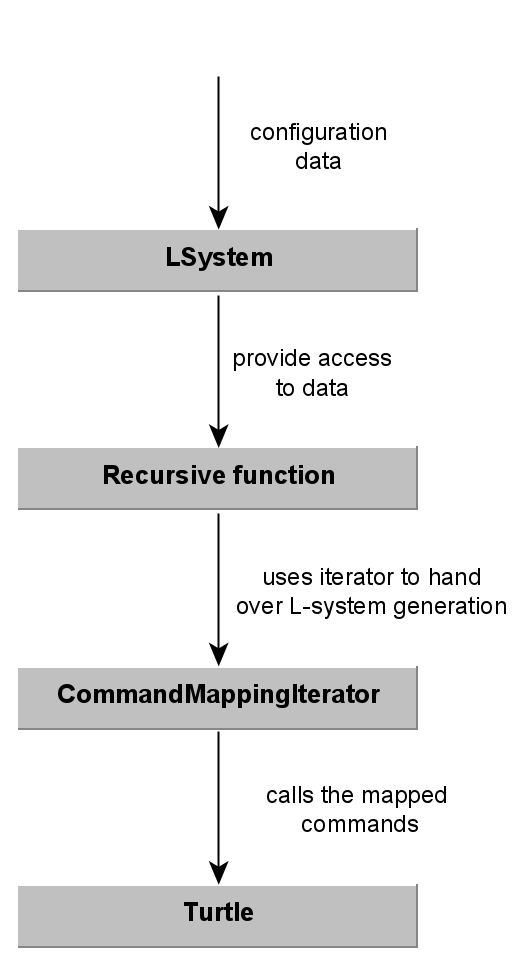 configuration
data
LSystem
provide access
to data
Recursive function
uses iterator to hand
over L-system generation
CommandMappingIterator
calls the mapped
commands
Turtle